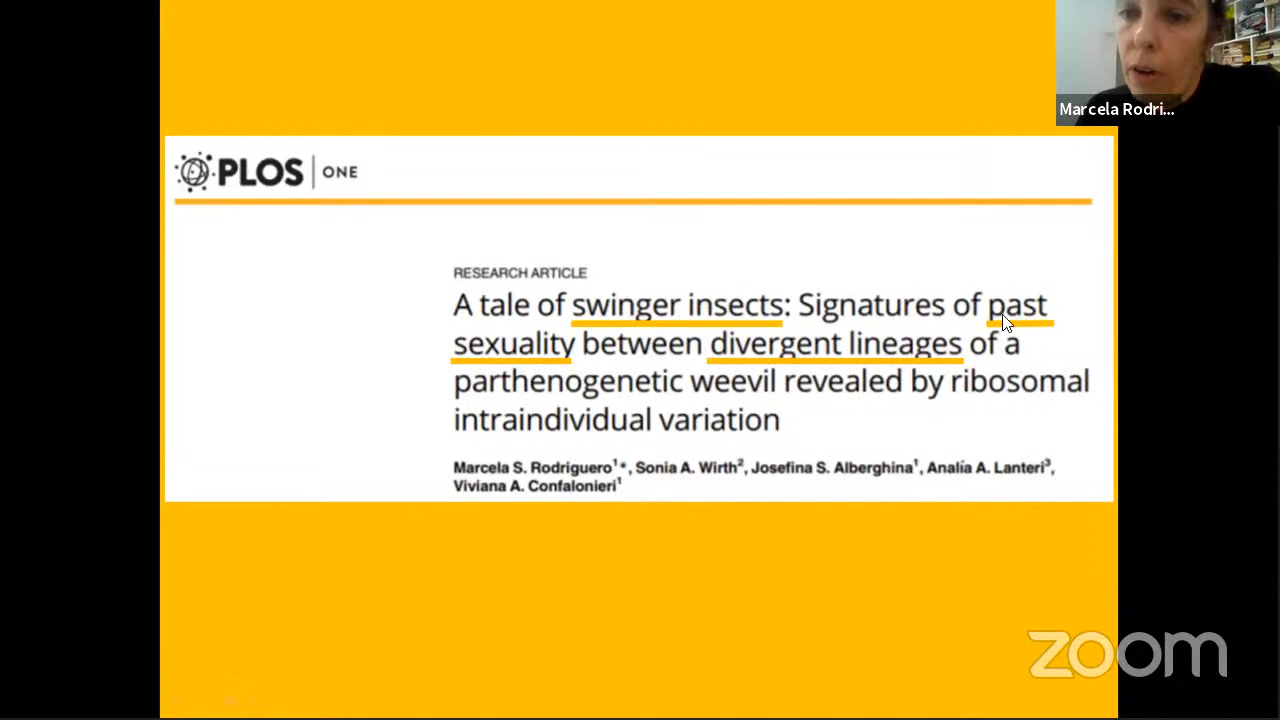 Marcela Rodri...
PLOS | ONE
RESEARCH ARTICLE
A tale of swinger insects: Signatures of past
sexuality between divergent lineages of a
parthenogenetic weevil revealed by ribosomal
intraindividual variation
Marcela S. Rodriguero¹*, Sonia A. Wirth², Josefina S. Alberghina¹, Analía A. Lanteri³,
Viviana A. Confalonieri¹
zoom